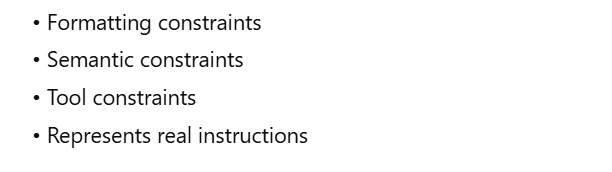 • Formatting constraints
• Semantic constraints
• Tool constraints
• Represents real instructions